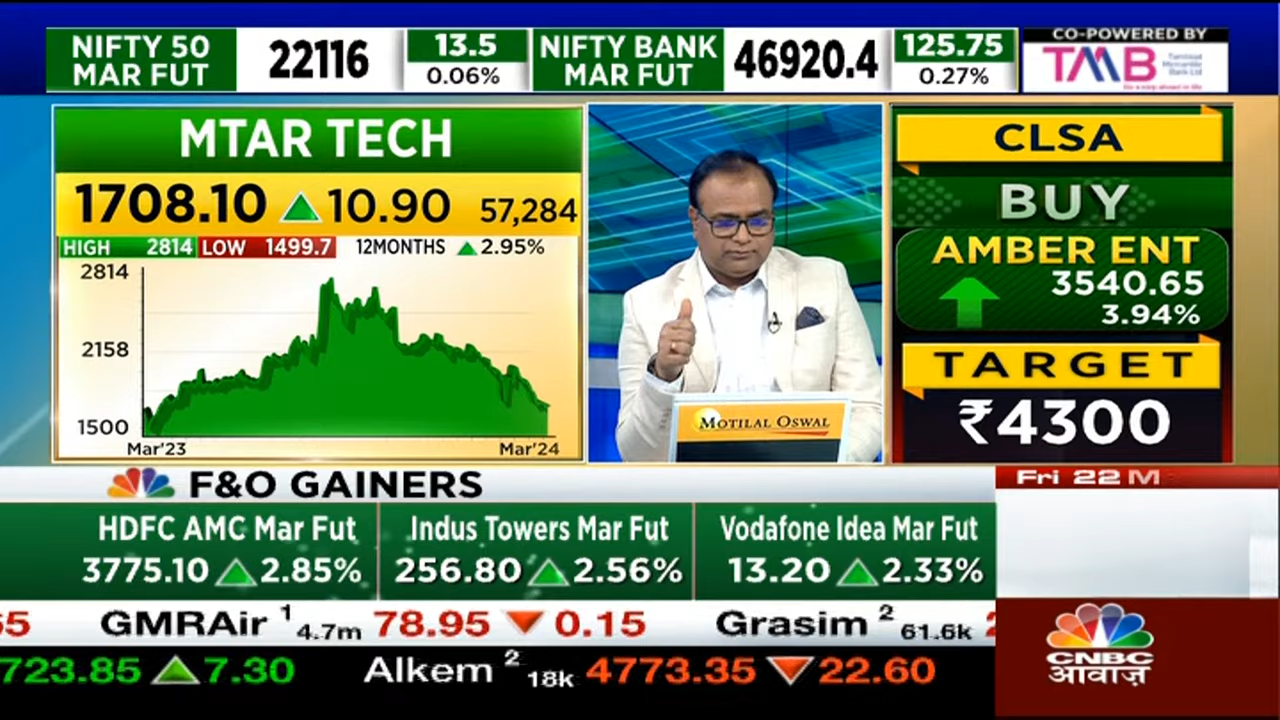 NIFTY 50
MAR FUT
22116
13.5
0.06%
NIFTY BANK
MAR FUT
46920.4
125.75
0.27%
CO-POWERED BY
TMB
Tamilnad
Mercantile
Bank Ltd
MTAR TECH
1708.10 ▲ 10.90 57,284
HIGH 2814 LOW 1499.7 12MONTHS ▲ 2.95%
2814
2158
1500
Mar'23 Mar'24
MOTILAL OSWAL
CLSA
BUY
AMBER ENT
3540.65
3.94%
TARGET
₹4300
F&O GAINERS
Fri 22 M
HDFC AMC Mar Fut
3775.10 ▲ 2.85%
Indus Towers Mar Fut
256.80 ▲ 2.56%
Vodafone Idea Mar Fut
13.20 ▲ 2.33%
GMRAir 1 4.7m 78.95 ▼ 0.15 Grasim 2 61.6k
723.85 ▲ 7.30 Alkem 2 18k 4773.35 ▼ 22.60
CNBC
आवाज़